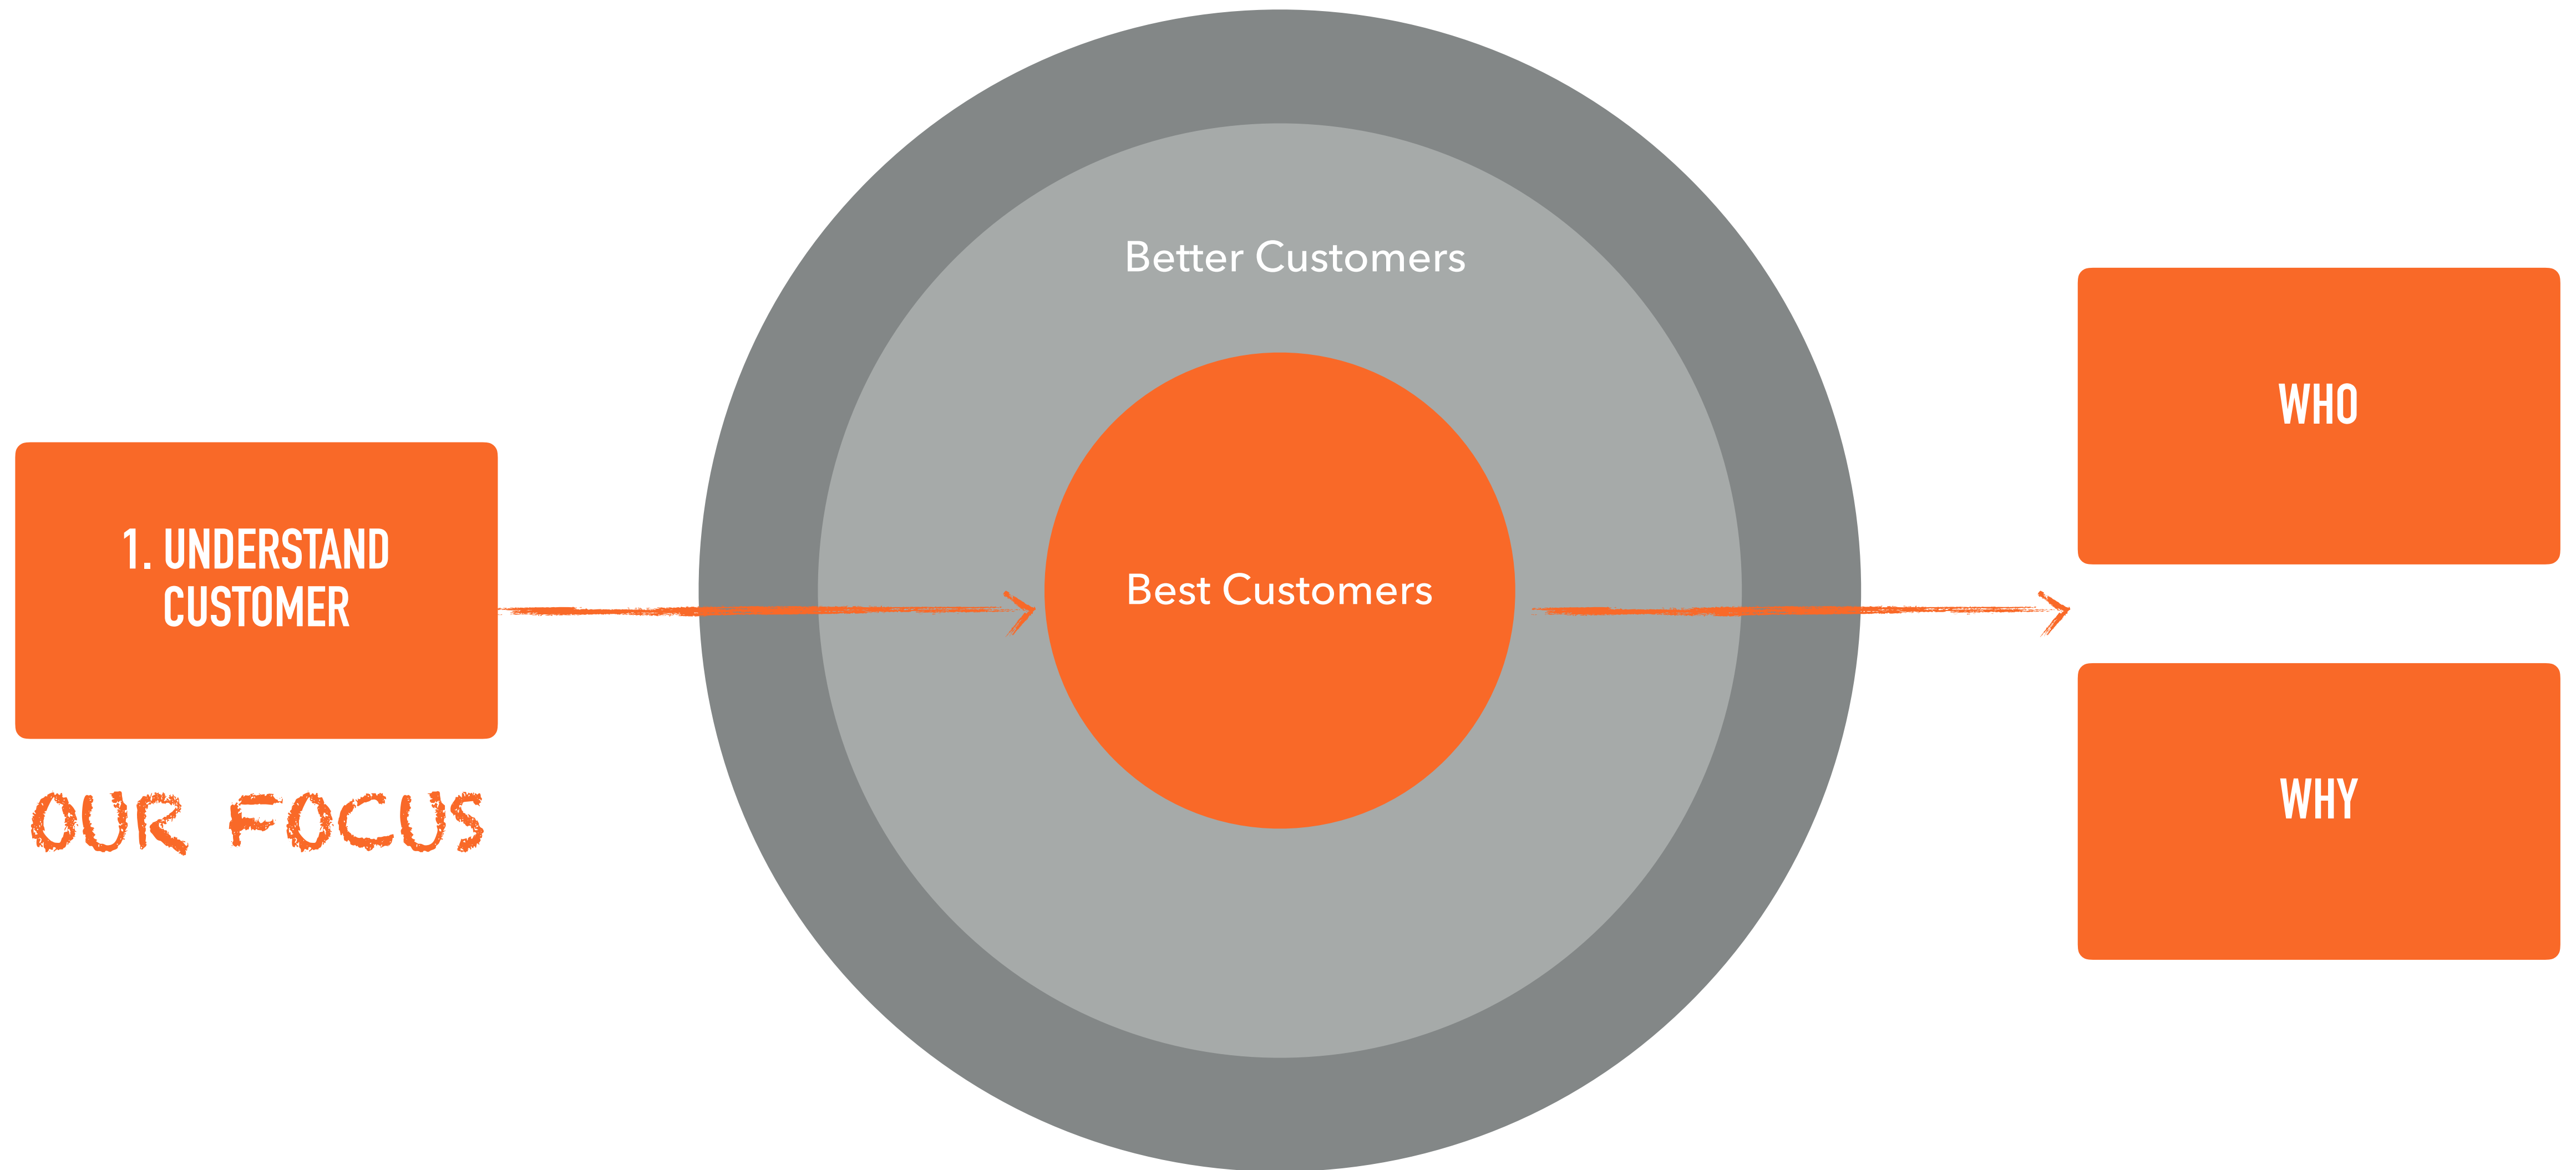 1. UNDERSTAND
CUSTOMER
OUR FOCUS
Better Customers
Best Customers
WHO
WHY